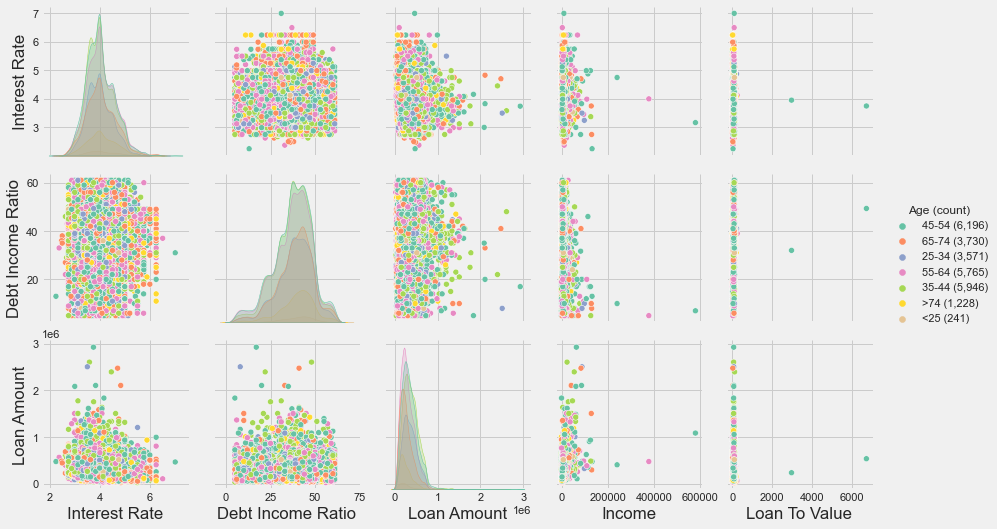 7
6
5
4
3
Interest Rate
60
40
20
Debt Income Ratio
1e6
3
2
1
0
Loan Amount
2 4 6
Interest Rate
0 25 50 75
Debt Income Ratio
0 1 2 3
1e6
Loan Amount
0 200000 400000 600000
Income
0 2000 4000 6000
Loan To Value
Age (count)
45-54 (6,196)
65-74 (3,730)
25-34 (3,571)
55-64 (5,765)
35-44 (5,946)
>74 (1,228)
<25 (241)